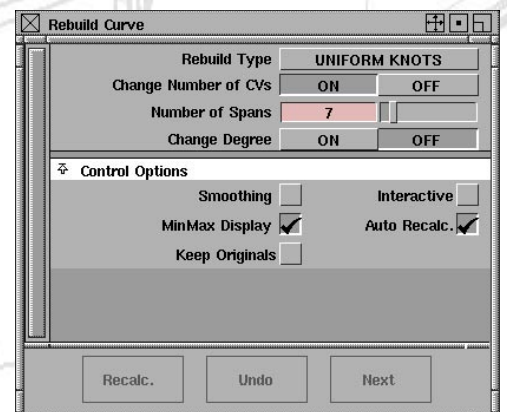 Rebuild Curve
Rebuild Type UNIFORM KNOTS
Change Number of CVs ON OFF
Number of Spans 7
Change Degree ON OFF
Control Options
Smoothing Interactive
MinMax Display Auto Recalc.
Keep Originals
Recalc. Undo Next